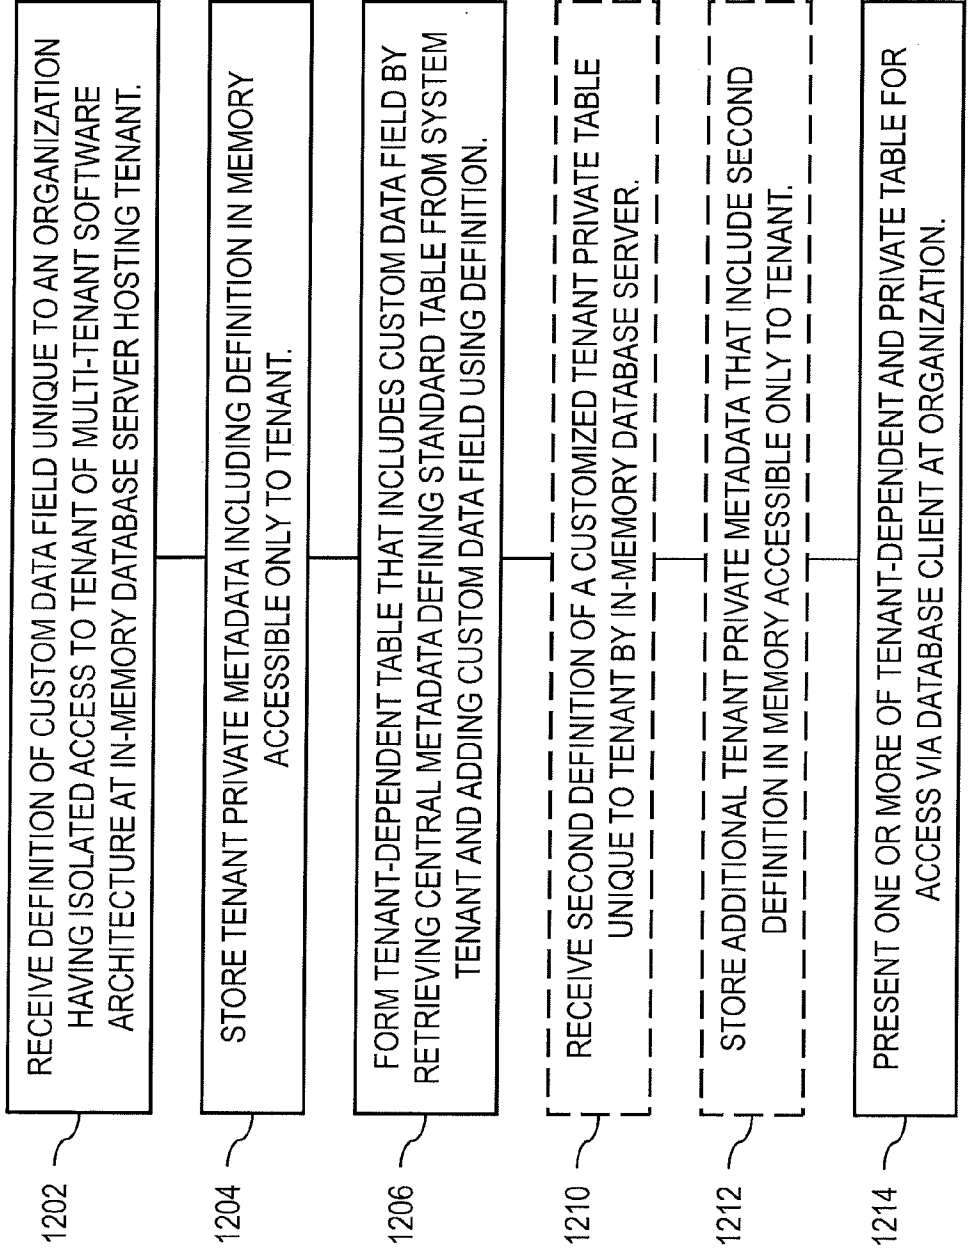 1202
RECEIVE DEFINITION OF CUSTOM DATA FIELD UNIQUE TO AN ORGANIZATION
HAVING ISOLATED ACCESS TO TENANT OF MULTI-TENANT SOFTWARE
ARCHITECTURE AT IN-MEMORY DATABASE SERVER HOSTING TENANT.
1204
STORE TENANT PRIVATE METADATA INCLUDING DEFINITION IN MEMORY
ACCESSIBLE ONLY TO TENANT.
1206
FORM TENANT-DEPENDENT TABLE THAT INCLUDES CUSTOM DATA FIELD BY
RETRIEVING CENTRAL METADATA DEFINING STANDARD TABLE FROM SYSTEM
TENANT AND ADDING CUSTOM DATA FIELD USING DEFINITION.
1210
RECEIVE SECOND DEFINITION OF A CUSTOMIZED TENANT PRIVATE TABLE
UNIQUE TO TENANT BY IN-MEMORY DATABASE SERVER.
1212
STORE ADDITIONAL TENANT PRIVATE METADATA THAT INCLUDE SECOND
DEFINITION IN MEMORY ACCESSIBLE ONLY TO TENANT.
1214
PRESENT ONE OR MORE OF TENANT-DEPENDENT AND PRIVATE TABLE FOR
ACCESS VIA DATABASE CLIENT AT ORGANIZATION.